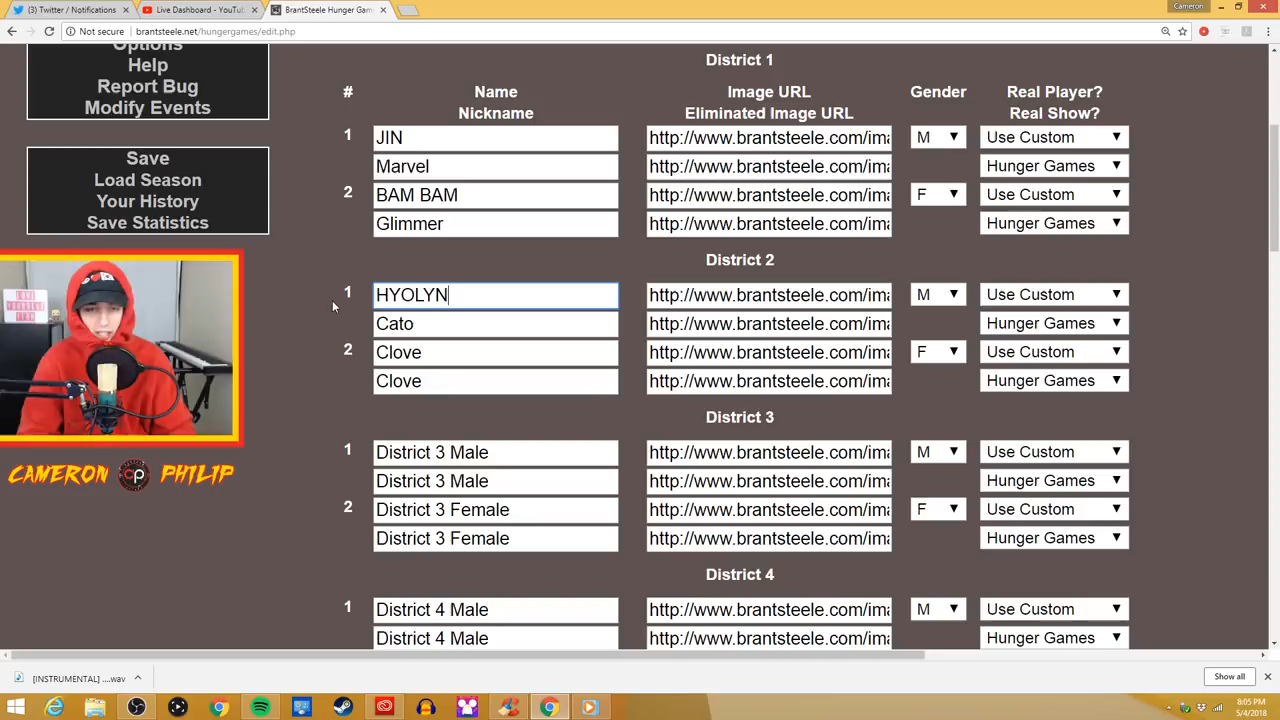 Cameron
(3) Twitter / Notifications
Live Dashboard - YouTu
BrantSteele Hunger Gam
Not secure | brantsteele.net/hungergames/edit.php
Options
Help
Report Bug
Modify Events
Save
Load Season
Your History
Save Statistics
District 1
# Name Image URL Gender Real Player?
Nickname Eliminated Image URL Real Show?
1 JIN http://www.brantsteele.com/ima M Use Custom
Marvel http://www.brantsteele.com/ima Hunger Games
2 BAM BAM http://www.brantsteele.com/ima F Use Custom
Glimmer http://www.brantsteele.com/ima Hunger Games
District 2
1 HYOLYN http://www.brantsteele.com/ima M Use Custom
Cato http://www.brantsteele.com/ima Hunger Games
2 Clove http://www.brantsteele.com/ima F Use Custom
Clove http://www.brantsteele.com/ima Hunger Games
District 3
1 District 3 Male http://www.brantsteele.com/ima M Use Custom
District 3 Male http://www.brantsteele.com/ima Hunger Games
2 District 3 Female http://www.brantsteele.com/ima F Use Custom
District 3 Female http://www.brantsteele.com/ima Hunger Games
District 4
1 District 4 Male http://www.brantsteele.com/ima M Use Custom
District 4 Male http://www.brantsteele.com/ima Hunger Games
LOVE
YOURSELF
CAMERON cp PHILIP
[INSTRUMENTAL] ....wav
Show all
8:05 PM
5/4/2018